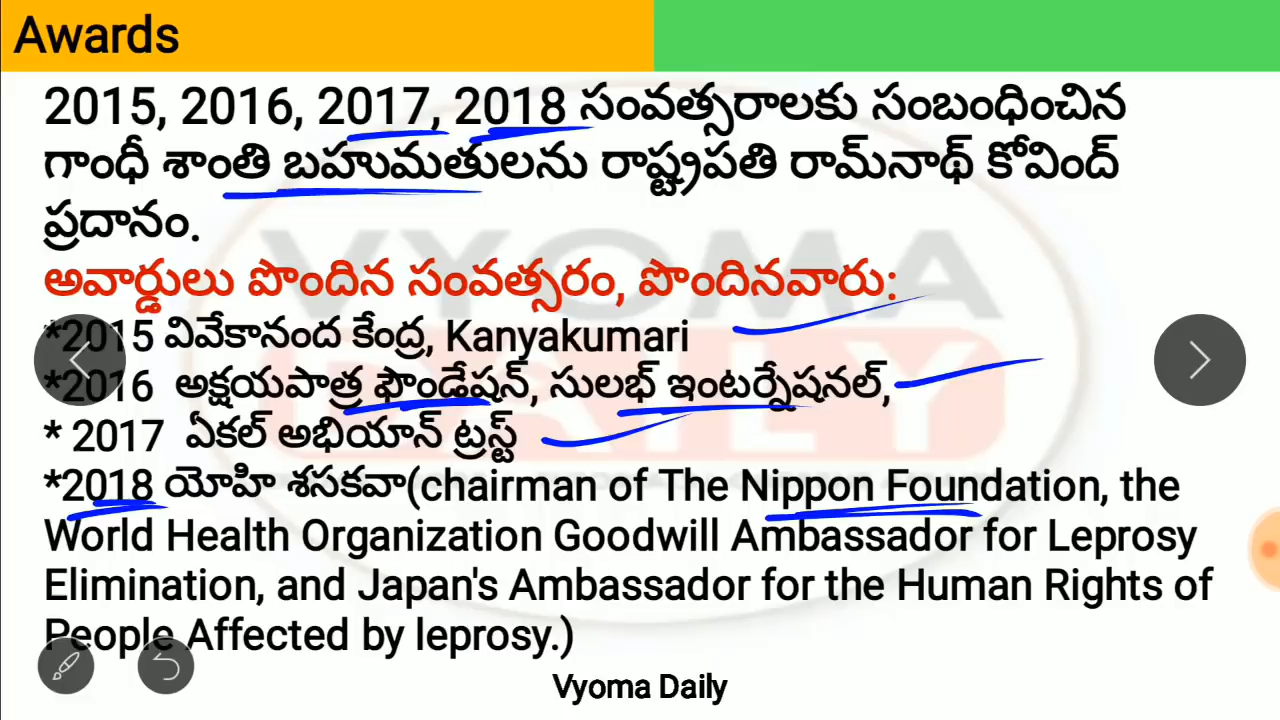 Awards
2015, 2016, 2017, 2018 సంవత్సరాలకు సంబంధించిన
గాంధీ శాంతి బహుమతులను రాష్ట్రపతి రామ్‌నాథ్ కోవింద్
ప్రదానం.
అవార్డులు పొందిన సంవత్సరం, పొందినవారు:
*2015 వివేకానంద కేంద్ర, Kanyakumari
*2016 అక్షయపాత్ర ఫౌండేషన్, సులభ్ ఇంటర్నేషనల్,
* 2017 ఏకల్ అభియాన్ ట్రస్ట్
*2018 యోహి శసకవా(chairman of The Nippon Foundation, the
World Health Organization Goodwill Ambassador for Leprosy
Elimination, and Japan's Ambassador for the Human Rights of
People Affected by leprosy.)
Vyoma Daily
VYOMA
DAILY